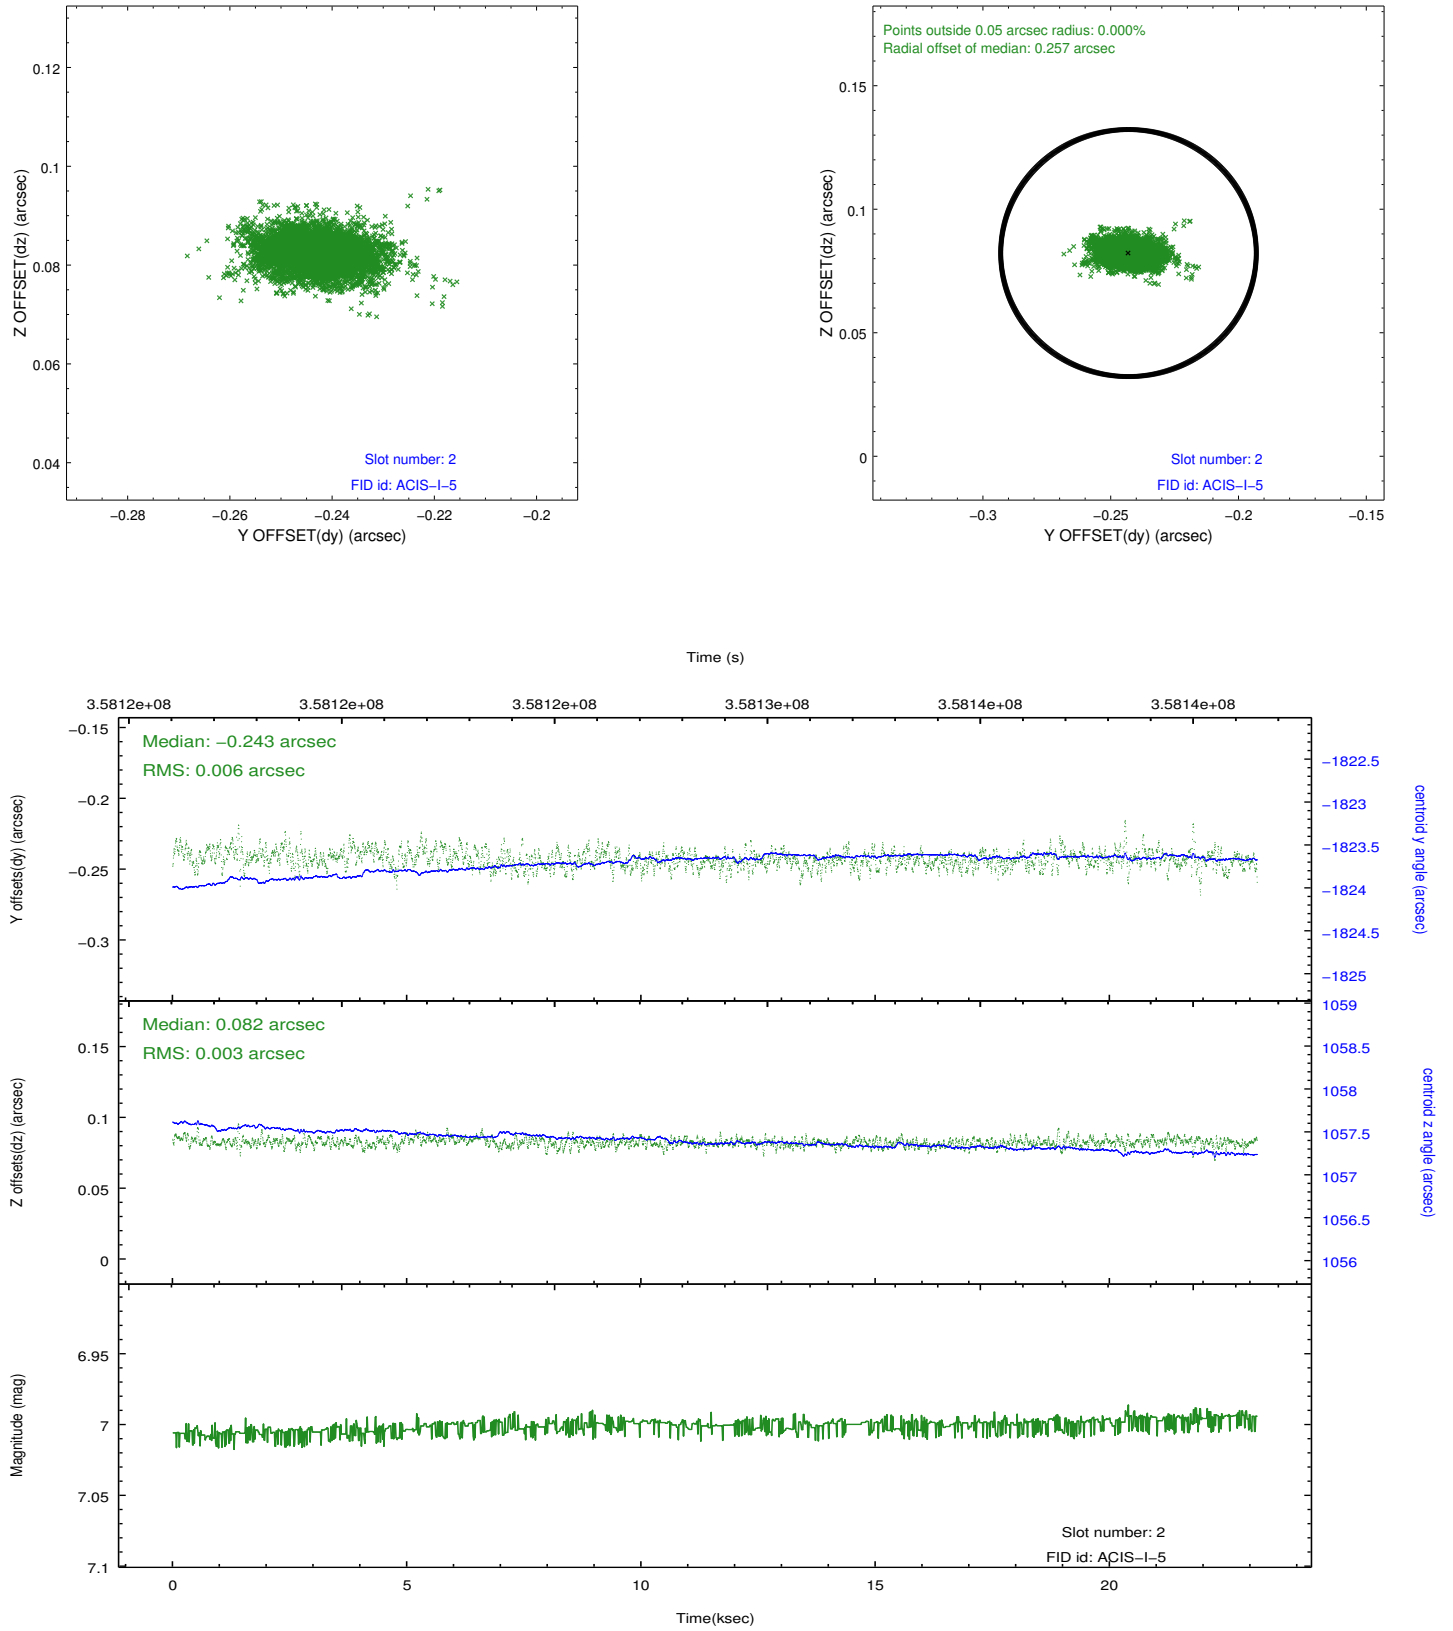 0.12
0.1
0.08
0.06
0.04
Z OFFSET(dz) (arcsec)
−0.28
−0.26
−0.24
−0.22
−0.2
Y OFFSET(dy) (arcsec)
Slot number: 2
FID id: ACIS−I−5
Points outside 0.05 arcsec radius: 0.000%
Radial offset of median: 0.257 arcsec
0.15
0.1
0.05
0
Z OFFSET(dz) (arcsec)
−0.3
−0.25
−0.2
−0.15
Y OFFSET(dy) (arcsec)
Slot number: 2
FID id: ACIS−I−5
Time (s)
3.5812e+08
3.5812e+08
3.5812e+08
3.5813e+08
3.5814e+08
3.5814e+08
Median: −0.243 arcsec
RMS: 0.006 arcsec
−0.15
−0.2
−0.25
−0.3
Y offsets(dy) (arcsec)
−1822.5
−1823
−1823.5
−1824
−1824.5
−1825
centroid y angle (arcsec)
Median: 0.082 arcsec
RMS: 0.003 arcsec
0.15
0.1
0.05
0
Z offsets(dz) (arcsec)
1059
1058.5
1058
1057.5
1057
1056.5
1056
centroid z angle (arcsec)
6.95
7
7.05
7.1
Magnitude (mag)
Slot number: 2
FID id: ACIS−I−5
0
5
10
15
20
Time(ksec)